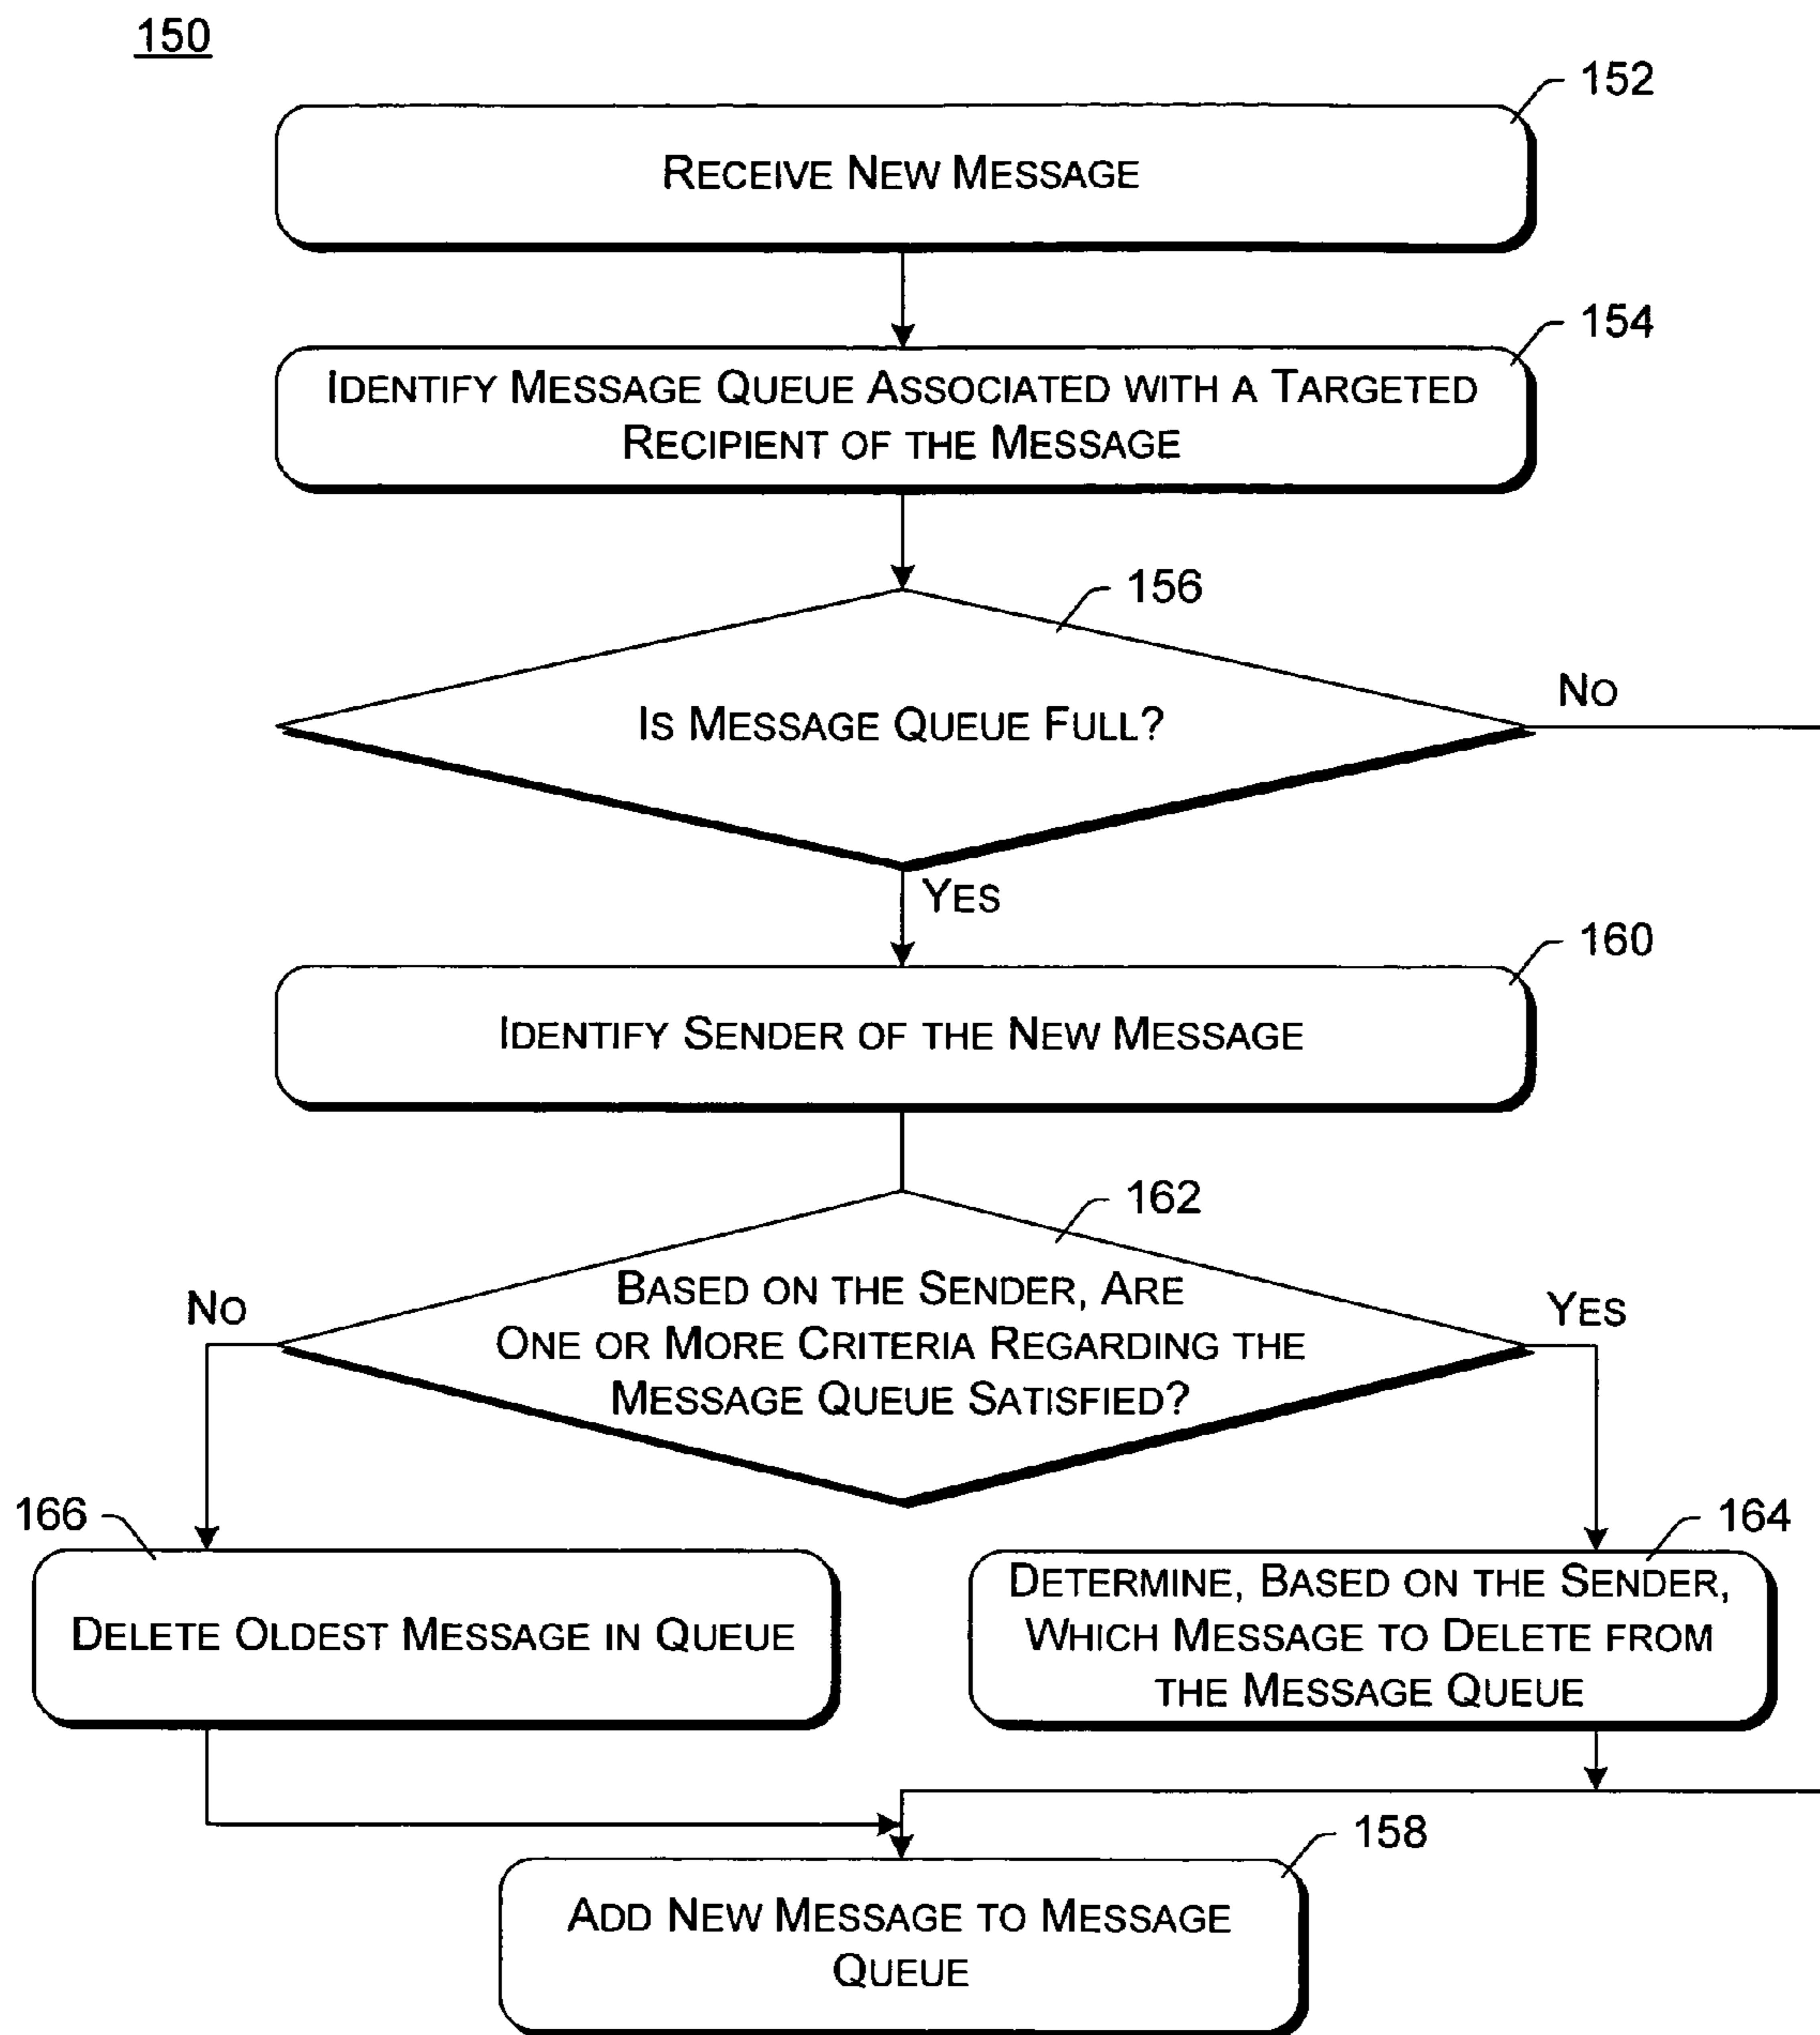 150
152
RECEIVE NEW MESSAGE
154
IDENTIFY MESSAGE QUEUE ASSOCIATED WITH A TARGETED
RECIPIENT OF THE MESSAGE
156
IS MESSAGE QUEUE FULL?
NO
YES
160
IDENTIFY SENDER OF THE NEW MESSAGE
162
BASED ON THE SENDER, ARE
ONE OR MORE CRITERIA REGARDING THE
MESSAGE QUEUE SATISFIED?
NO
YES
166
DELETE OLDEST MESSAGE IN QUEUE
164
DETERMINE, BASED ON THE SENDER,
WHICH MESSAGE TO DELETE FROM
THE MESSAGE QUEUE
158
ADD NEW MESSAGE TO MESSAGE
QUEUE